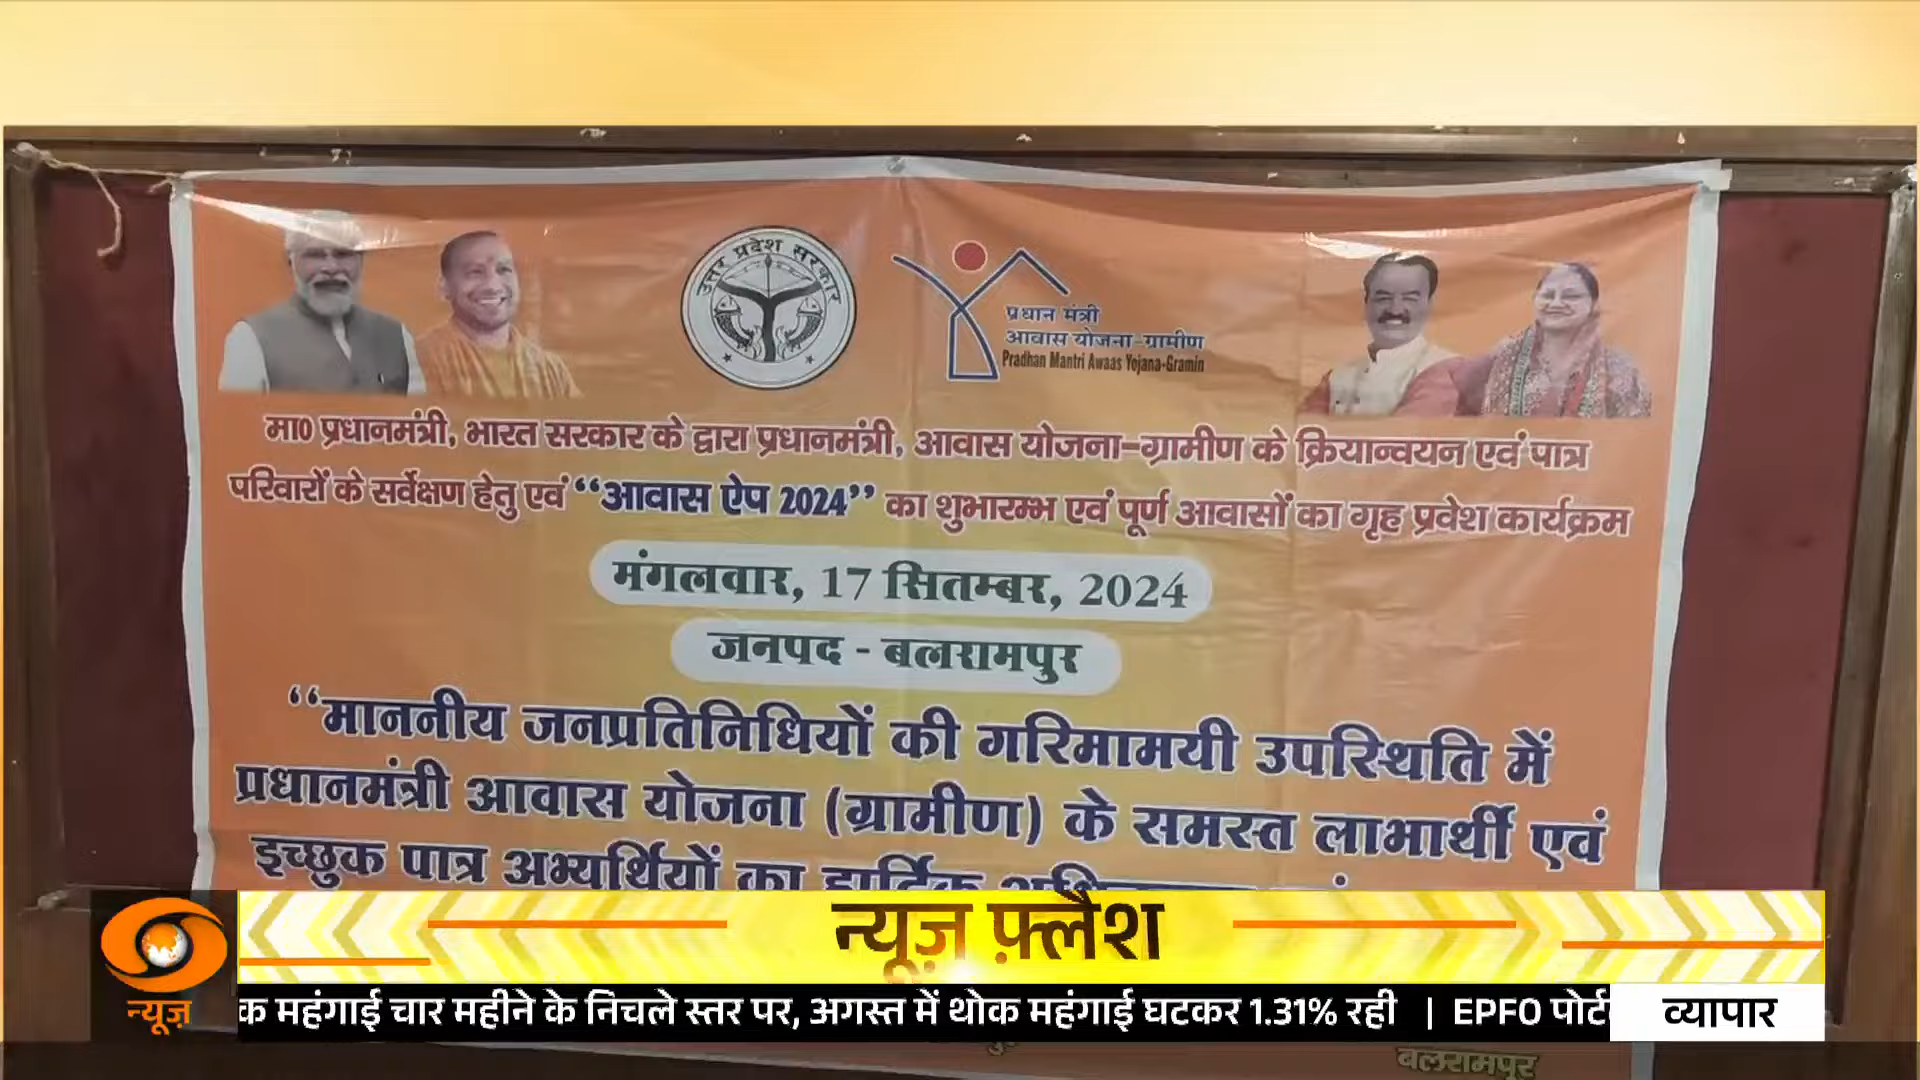 उत्तर प्रदेश सरकार
प्रधान मंत्री
आवास योजना-ग्रामीण
Pradhan Mantri Awaas Yojana-Gramin
मा0 प्रधानमंत्री, भारत सरकार के द्वारा प्रधानमंत्री, आवास योजना-ग्रामीण के क्रियान्वयन एवं पात्र
परिवारों के सर्वेक्षण हेतु एवं “आवास ऐप 2024” का शुभारम्भ एवं पूर्ण आवासों का गृह प्रवेश कार्यक्रम
मंगलवार, 17 सितम्बर, 2024
जनपद - बलरामपुर
“माननीय जनप्रतिनिधियों की गरिमामयी उपस्थिति में
प्रधानमंत्री आवास योजना (ग्रामीण) के समस्त लाभार्थी एवं
इच्छुक पात्र अभ्यर्थियों का हार्दिक
न्यूज़ फ़्लैश
न्यूज़
क महंगाई चार महीने के निचले स्तर पर, अगस्त में थोक महंगाई घटकर 1.31% रही | EPFO
व्यापार
बलरामपुर